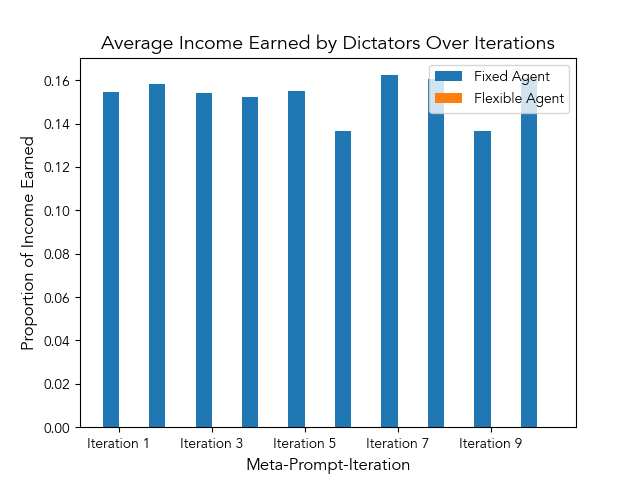 Average Income Earned by Dictators Over Iterations
Fixed Agent
Flexible Agent
Proportion of Income Earned
0.16
0.14
0.12
0.10
0.08
0.06
0.04
0.02
0.00
Iteration 1 Iteration 3 Iteration 5 Iteration 7 Iteration 9
Meta-Prompt-Iteration